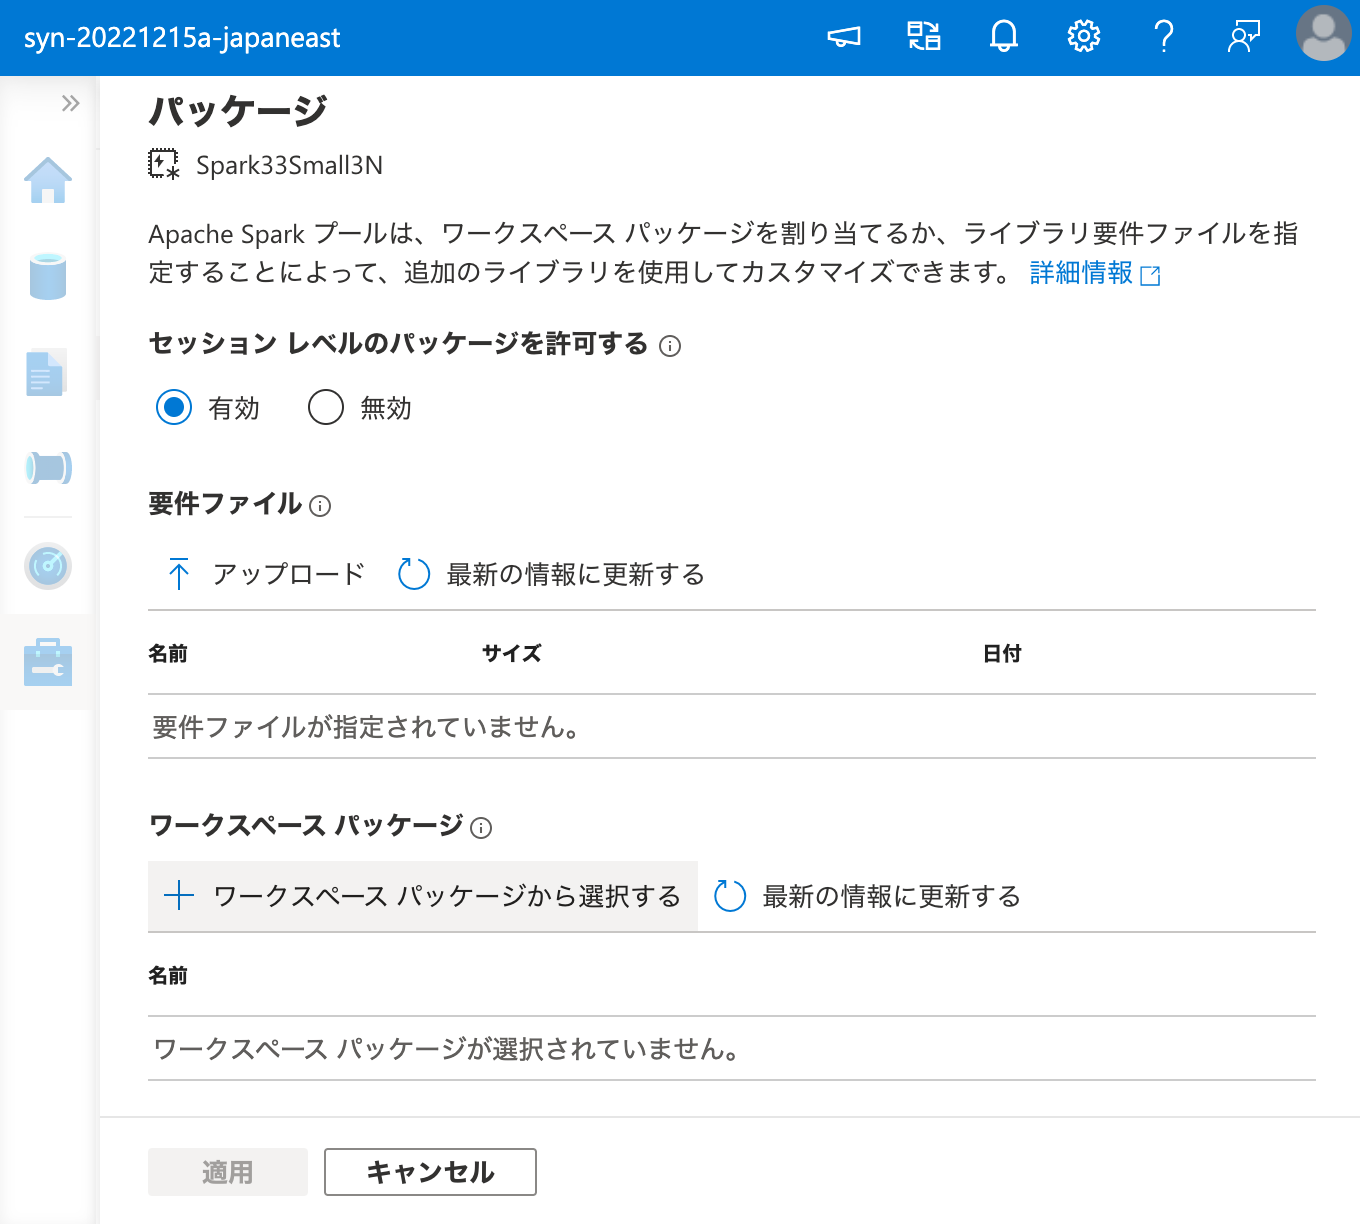 syn-20221215a-japaneast
パッケージ
Spark33Small3N
Apache Spark プールは、ワークスペース パッケージを割り当てるか、ライブラリ要件ファイルを指
定することによって、追加のライブラリを使用してカスタマイズできます。 詳細情報
セッション レベルのパッケージを許可する
有効 無効
要件ファイル
アップロード 最新の情報に更新する
名前 サイズ 日付
要件ファイルが指定されていません。
ワークスペース パッケージ
ワークスペース パッケージから選択する 最新の情報に更新する
名前
ワークスペース パッケージが選択されていません。
適用 キャンセル